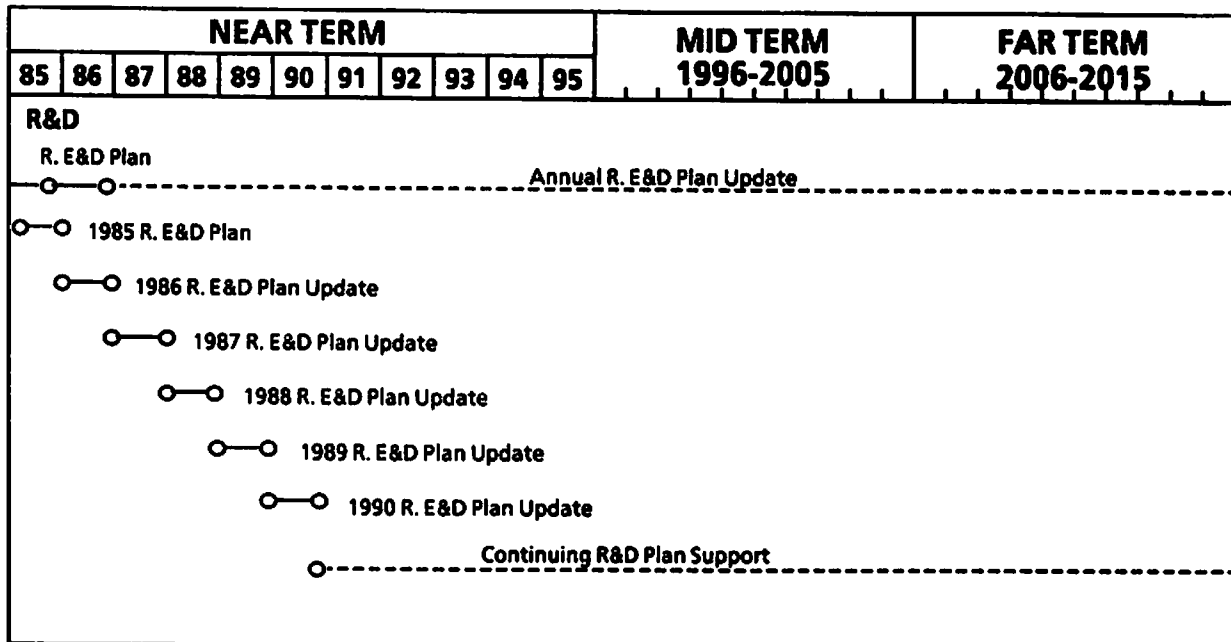 NEAR TERM
MID TERM
1996-2005
FAR TERM
2006-2015
85 86 87 88 89 90 91 92 93 94 95
R&D
R. E&D Plan
Annual R. E&D Plan Update
1985 R. E&D Plan
1986 R. E&D Plan Update
1987 R. E&D Plan Update
1988 R. E&D Plan Update
1989 R. E&D Plan Update
1990 R. E&D Plan Update
Continuing R&D Plan Support